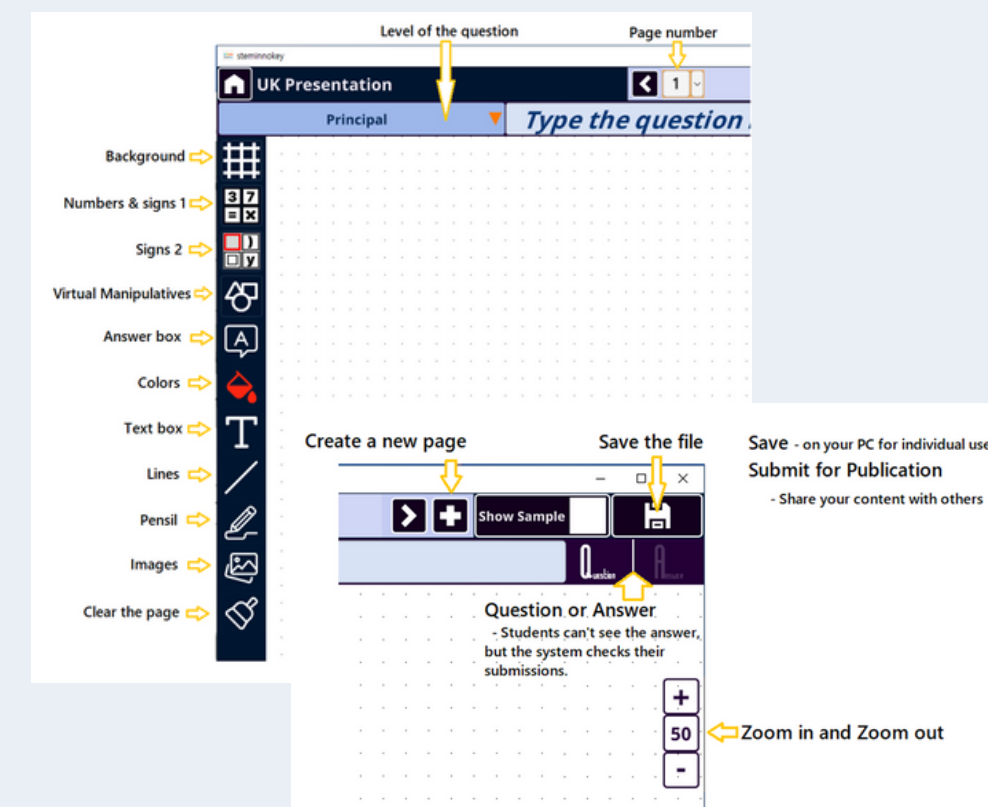 Level of the question
Page number
steminnokey
UK Presentation
1
Principal
Type the question
Background
Numbers & signs 1
3 7
= x
Signs 2
)
y
Virtual Manipulatives
Answer box
A
Colors
Text box
T
Lines
Pensil
Images
Clear the page
Create a new page
Save the file
Save - on your PC for individual use
Submit for Publication
- Share your content with others
Show Sample
Question
Answer
Question or Answer
- Students can't see the answer,
but the system checks their
submissions.
+
50
-
Zoom in and Zoom out